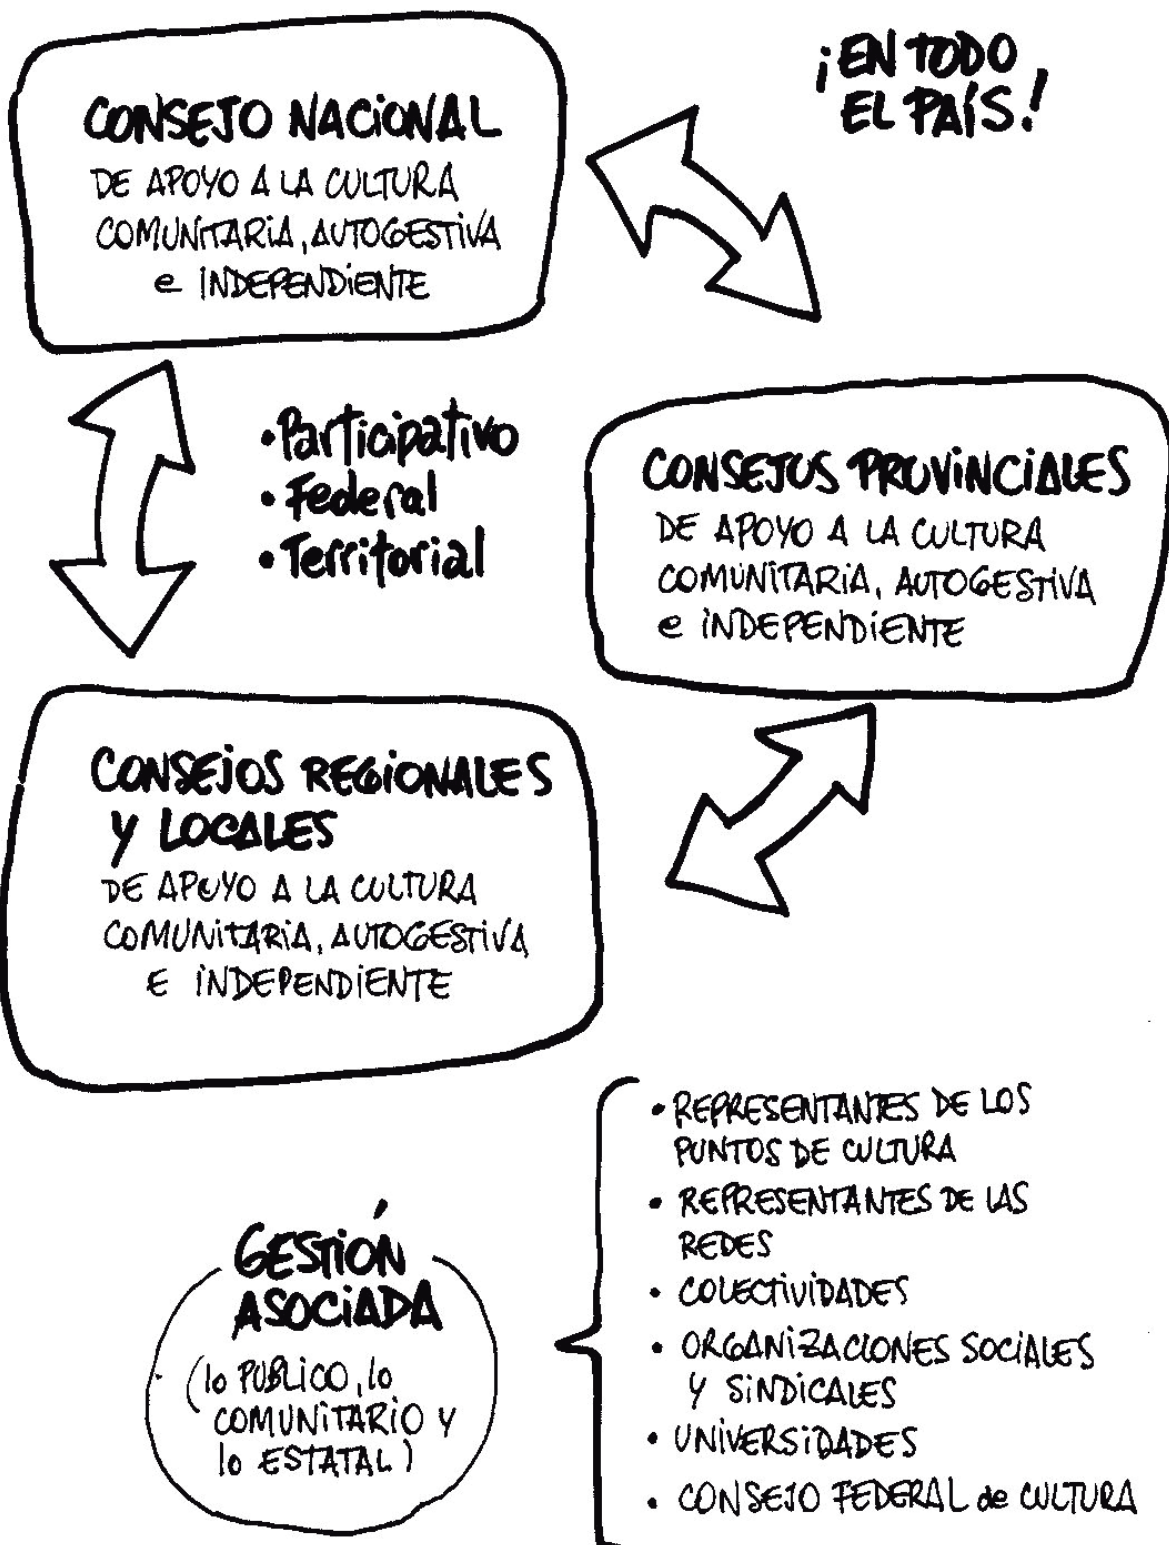 CONSEJO NACIONAL
DE APOYO A LA CULTURA
COMUNITARIA, AUTOGESTIVA
e INDEPENDIENTE
¡EN TODO
EL PAÍS!
• Participativo
• Federal
• Territorial
CONSEJOS PROVINCIALES
DE APOYO A LA CULTURA
COMUNITARIA, AUTOGESTIVA
e INDEPENDIENTE
CONSEJOS REGIONALES
Y LOCALES
DE APOYO A LA CULTURA
COMUNITARIA, AUTOGESTIVA
E INDEPENDIENTE
GESTIÓN
ASOCIADA
(lo PUBLICO, lo
COMUNITARIO Y
lo ESTATAL)
• REPRESENTANTES DE LOS
PUNTOS DE CULTURA
• REPRESENTANTES DE LAS
REDES
• COLECTIVIDADES
• ORGANIZACIONES SOCIALES
Y SINDICALES
• UNIVERSIDADES
• CONSEJO FEDERAL de CULTURA